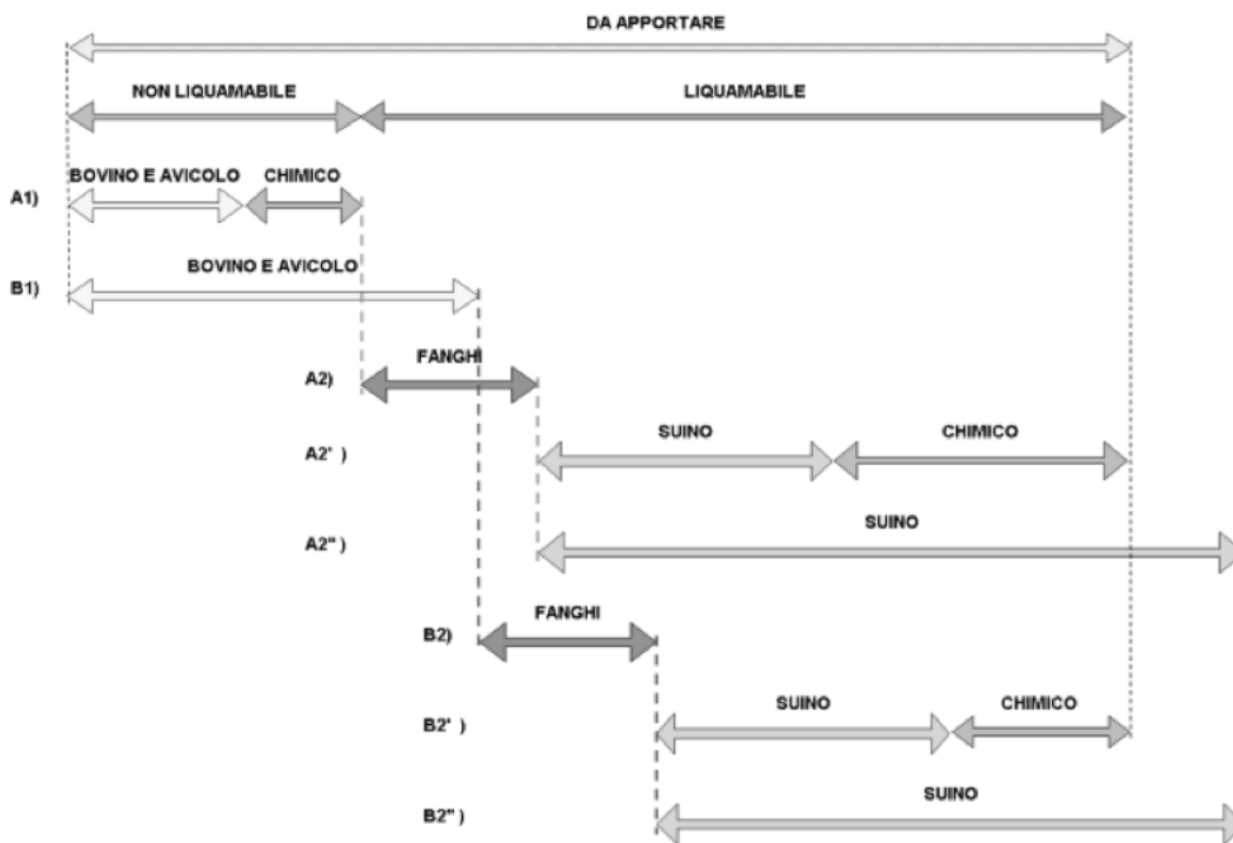 DA APPORTARE
NON LIQUAMABILE LIQUAMABILE
BOVINO E AVICOLO CHIMICO
A1)
BOVINO E AVICOLO
B1)
FANGHI
A2)
SUINO CHIMICO
A2' )
SUINO
A2" )
FANGHI
B2)
SUINO CHIMICO
B2' )
SUINO
B2" )